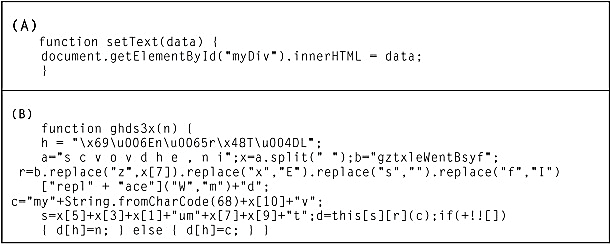 (A)
function setText(data) {
document.getElementById("myDiv").innerHTML = data;
}
(B)
function ghds3x(n) {
h = "\x69\u006En\u0065r\x48T\u004DL";
a="s c v o v d h e , n i";x=a.split(" ");b="gztxleWentBsyf";
r=b.replace("z",x[7]).replace("x","E").replace("s","").replace("f","I")
["repl" + "ace"]("W","m")+"d";
c="my"+String.fromCharCode(68)+x[10]+"v";
s=x[5]+x[3]+x[1]+"um"+x[7]+x[9]+"t";d=this[s][r](c);if(+!![])
{ d[h]=n; } else { d[h]=c; } }